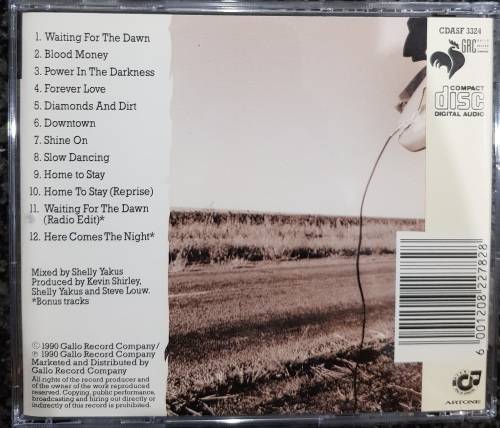 1. Waiting For The Dawn
2. Blood Money
3. Power In The Darkness
4. Forever Love
5. Diamonds And Dirt
6. Downtown
7. Shine On
8. Slow Dancing
9. Home to Stay
10. Home To Stay (Reprise)
11. Waiting For The Dawn
(Radio Edit)*
12. Here Comes The Night*
Mixed by Shelly Yakus
Produced by Kevin Shirley,
Shelly Yakus and Steve Louw.
*Bonus tracks
© 1990 Gallo Record Company/
℗ 1990 Gallo Record Company
Marketed and Distributed by
Gallo Record Company
All rights of the record producer and
of the owner of the work reproduced
reserved. Copying, public performance,
broadcasting and hiring out directly or
indirectly of this record is prohibited.
CDASF 3324
GRC
COMPACT
disc
DIGITAL AUDIO
6 001208 227828
ARTONE